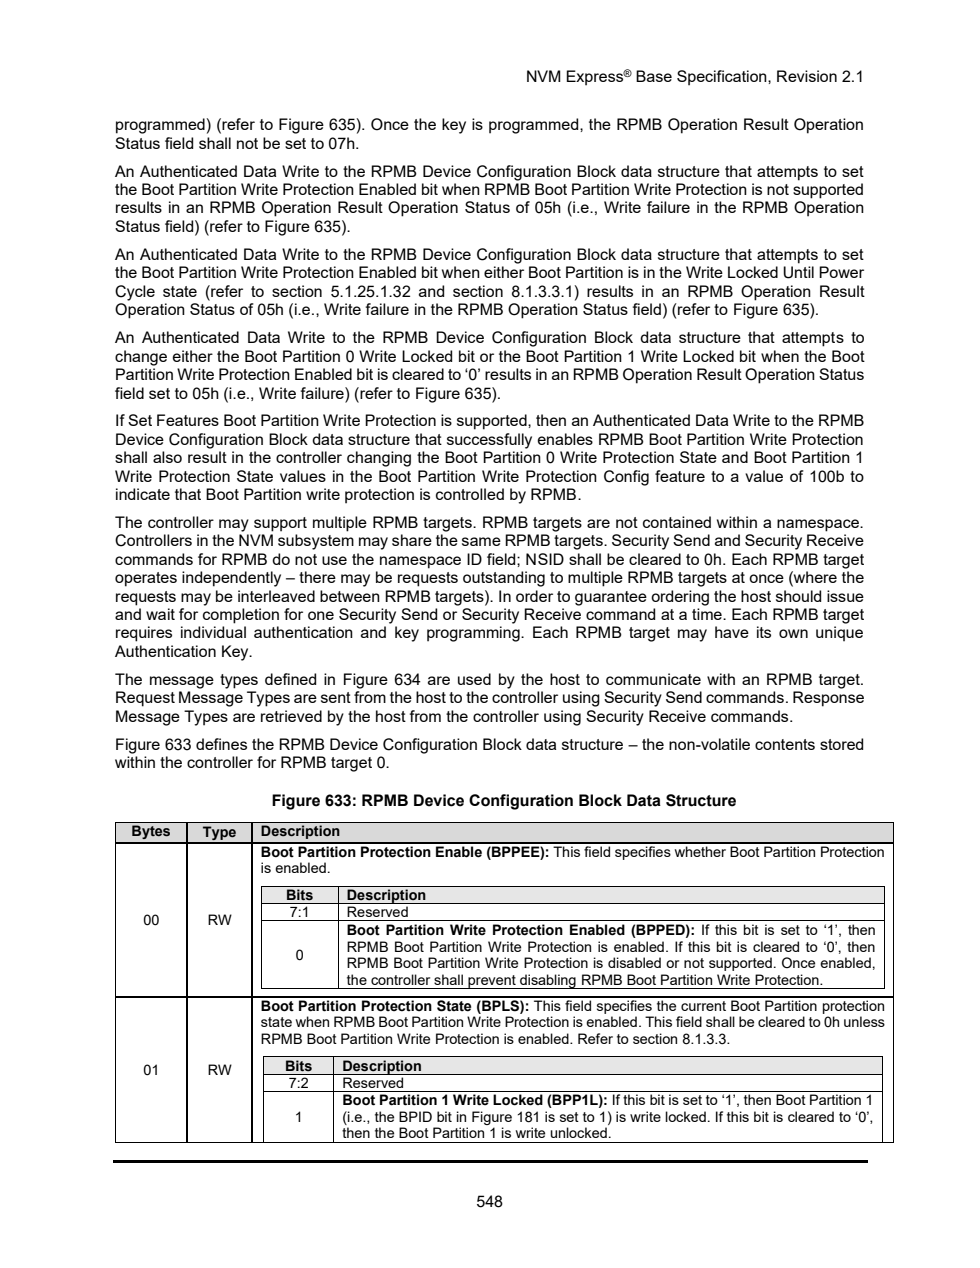 NVM Express® Base Specification, Revision 2.1
programmed) (refer to Figure 635). Once the key is programmed, the RPMB Operation Result Operation
Status field shall not be set to 07h.
An Authenticated Data Write to the RPMB Device Configuration Block data structure that attempts to set
the Boot Partition Write Protection Enabled bit when RPMB Boot Partition Write Protection is not supported
results in an RPMB Operation Result Operation Status of 05h (i.e., Write failure in the RPMB Operation
Status field) (refer to Figure 635).
An Authenticated Data Write to the RPMB Device Configuration Block data structure that attempts to set
the Boot Partition Write Protection Enabled bit when either Boot Partition is in the Write Locked Until Power
Cycle state (refer to section 5.1.25.1.32 and section 8.1.3.3.1) results in an RPMB Operation Result
Operation Status of 05h (i.e., Write failure in the RPMB Operation Status field) (refer to Figure 635).
An Authenticated Data Write to the RPMB Device Configuration Block data structure that attempts to
change either the Boot Partition 0 Write Locked bit or the Boot Partition 1 Write Locked bit when the Boot
Partition Write Protection Enabled bit is cleared to ‘0’ results in an RPMB Operation Result Operation Status
field set to 05h (i.e., Write failure) (refer to Figure 635).
If Set Features Boot Partition Write Protection is supported, then an Authenticated Data Write to the RPMB
Device Configuration Block data structure that successfully enables RPMB Boot Partition Write Protection
shall also result in the controller changing the Boot Partition 0 Write Protection State and Boot Partition 1
Write Protection State values in the Boot Partition Write Protection Config feature to a value of 100b to
indicate that Boot Partition write protection is controlled by RPMB.
The controller may support multiple RPMB targets. RPMB targets are not contained within a namespace.
Controllers in the NVM subsystem may share the same RPMB targets. Security Send and Security Receive
commands for RPMB do not use the namespace ID field; NSID shall be cleared to 0h. Each RPMB target
operates independently – there may be requests outstanding to multiple RPMB targets at once (where the
requests may be interleaved between RPMB targets). In order to guarantee ordering the host should issue
and wait for completion for one Security Send or Security Receive command at a time. Each RPMB target
requires individual authentication and key programming. Each RPMB target may have its own unique
Authentication Key.
The message types defined in Figure 634 are used by the host to communicate with an RPMB target.
Request Message Types are sent from the host to the controller using Security Send commands. Response
Message Types are retrieved by the host from the controller using Security Receive commands.
Figure 633 defines the RPMB Device Configuration Block data structure – the non-volatile contents stored
within the controller for RPMB target 0.
Figure 633: RPMB Device Configuration Block Data Structure
Bytes Type Description
Boot Partition Protection Enable (BPPEE): This field specifies whether Boot Partition Protection
is enabled.
Bits Description
7:1 Reserved
00 RW
0
Boot Partition Write Protection Enabled (BPPED): If this bit is set to ‘1’, then
RPMB Boot Partition Write Protection is enabled. If this bit is cleared to ‘0’, then
RPMB Boot Partition Write Protection is disabled or not supported. Once enabled,
the controller shall prevent disabling RPMB Boot Partition Write Protection.
Boot Partition Protection State (BPLS): This field specifies the current Boot Partition protection
state when RPMB Boot Partition Write Protection is enabled. This field shall be cleared to 0h unless
RPMB Boot Partition Write Protection is enabled. Refer to section 8.1.3.3.
01 RW
Bits Description
7:2 Reserved
1
Boot Partition 1 Write Locked (BPP1L): If this bit is set to ‘1’, then Boot Partition 1
(i.e., the BPID bit in Figure 181 is set to 1) is write locked. If this bit is cleared to ‘0’,
then the Boot Partition 1 is write unlocked.
548